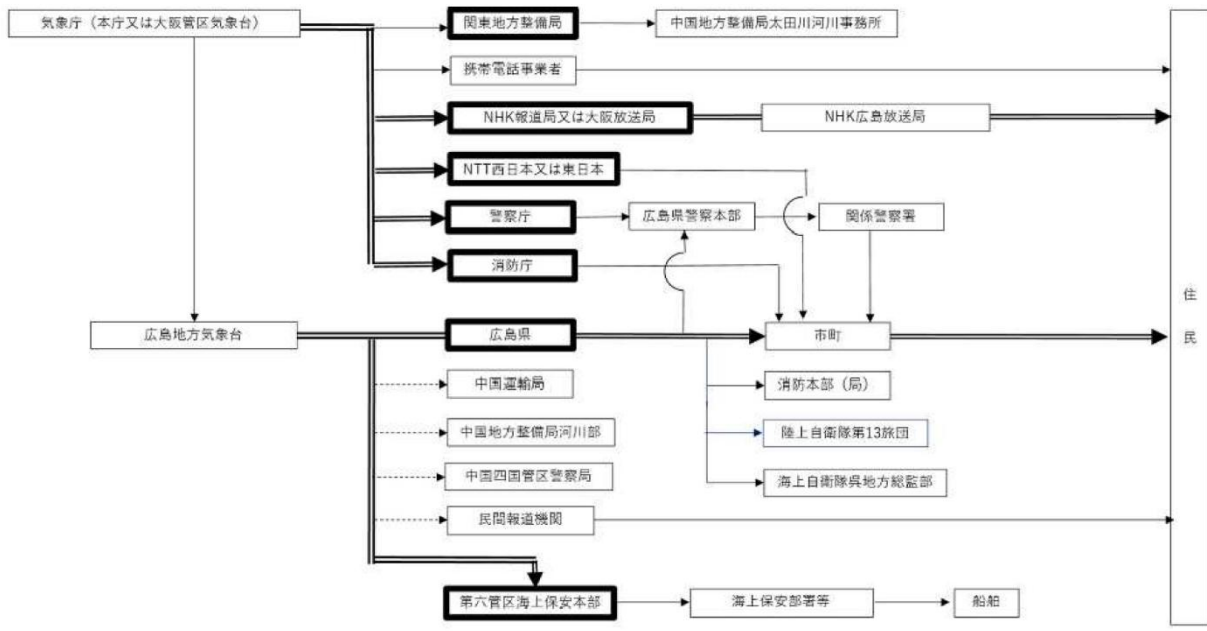 気象庁（本庁又は大阪管区気象台）
関東地方整備局
中国地方整備局太田川河川事務所
携帯電話事業者
NHK報道局又は大阪放送局
NHK広島放送局
NTT西日本又は東日本
警察庁
広島県警察本部
関係警察署
消防庁
住民
広島地方気象台
広島県
市町
中国運輸局
消防本部（局）
中国地方整備局河川部
陸上自衛隊第13旅団
中国四国管区警察局
海上自衛隊呉地方総監部
民間報道機関
第六管区海上保安本部
海上保安部署等
船舶